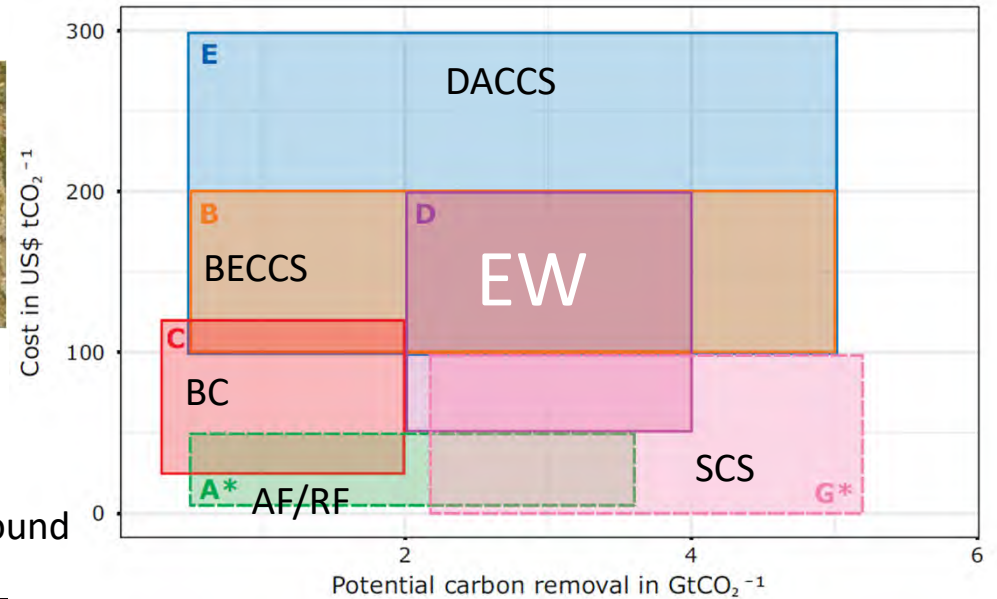 300
E
DACCS
200
B
D
BECCS
EW
C
100
BC
SCS
A*
AF/RF
G*
0
ound
2
4
6
Cost in US$ tCO₂⁻¹
Potential carbon removal in GtCO₂⁻¹